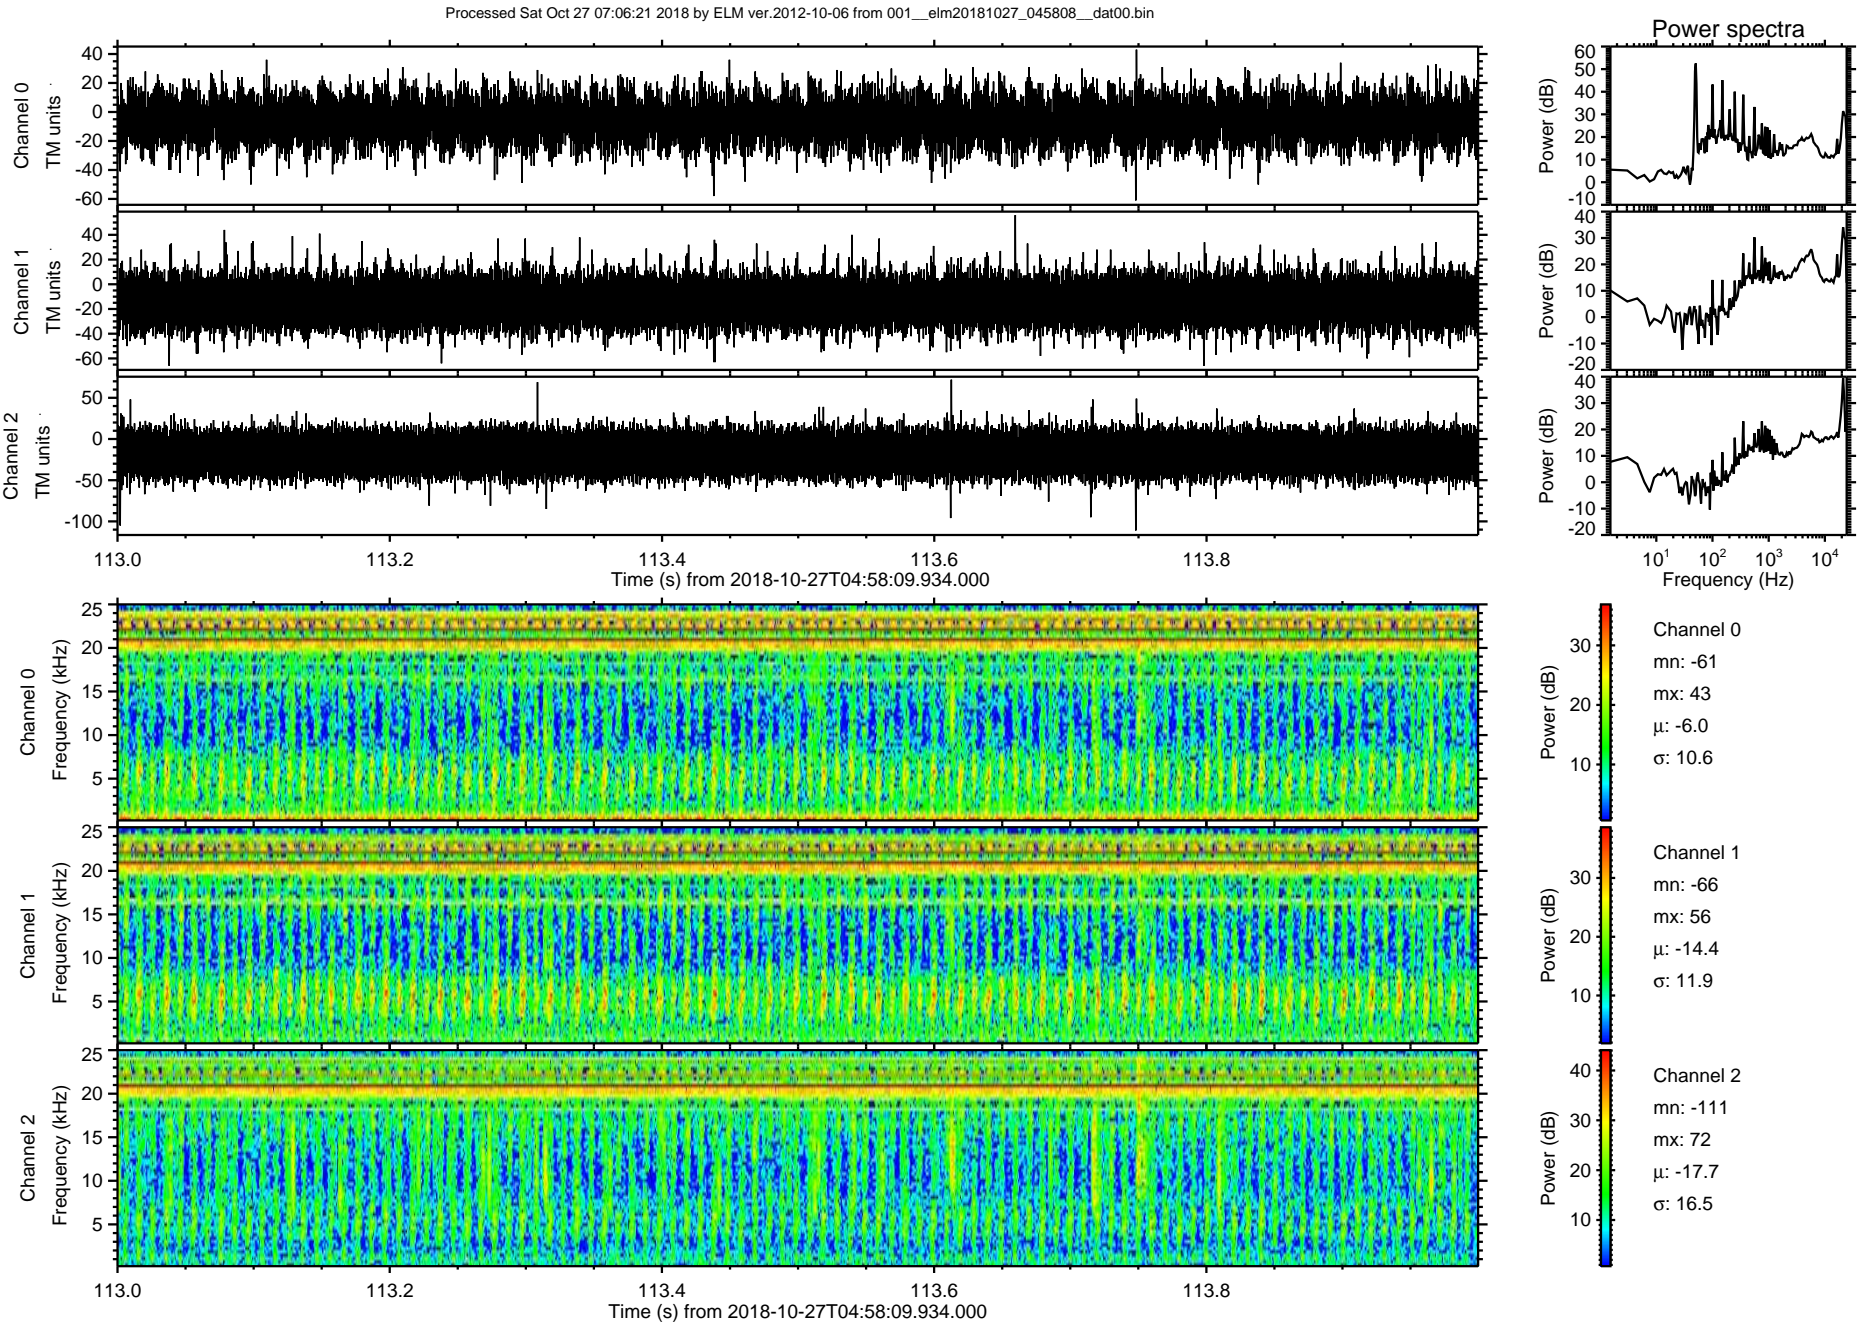 Processed Sat Oct 27 07:06:21 2018 by ELM ver.2012-10-06 from 001__elm20181027_045808__dat00.bin
Power spectra
Channel 0
TM units
40
20
0
-20
-40
-60
Power (dB)
60
50
40
30
20
10
0
-10
Channel 1
TM units
40
20
0
-20
-40
-60
Power (dB)
40
30
20
10
0
-10
-20
Channel 2
TM units
50
0
-50
-100
Power (dB)
40
30
20
10
0
-10
-20
113.0 113.2 113.4 113.6 113.8
Time (s) from 2018-10-27T04:58:09.934.000
10¹ 10² 10³ 10⁴
Frequency (Hz)
Channel 0
Frequency (kHz)
25
20
15
10
5
Power (dB)
30
20
10
Channel 0
mn: -61
mx: 43
μ: -6.0
σ: 10.6
Channel 1
Frequency (kHz)
25
20
15
10
5
Power (dB)
30
20
10
Channel 1
mn: -66
mx: 56
μ: -14.4
σ: 11.9
Channel 2
Frequency (kHz)
25
20
15
10
5
Power (dB)
40
30
20
10
Channel 2
mn: -111
mx: 72
μ: -17.7
σ: 16.5
113.0 113.2 113.4 113.6 113.8
Time (s) from 2018-10-27T04:58:09.934.000